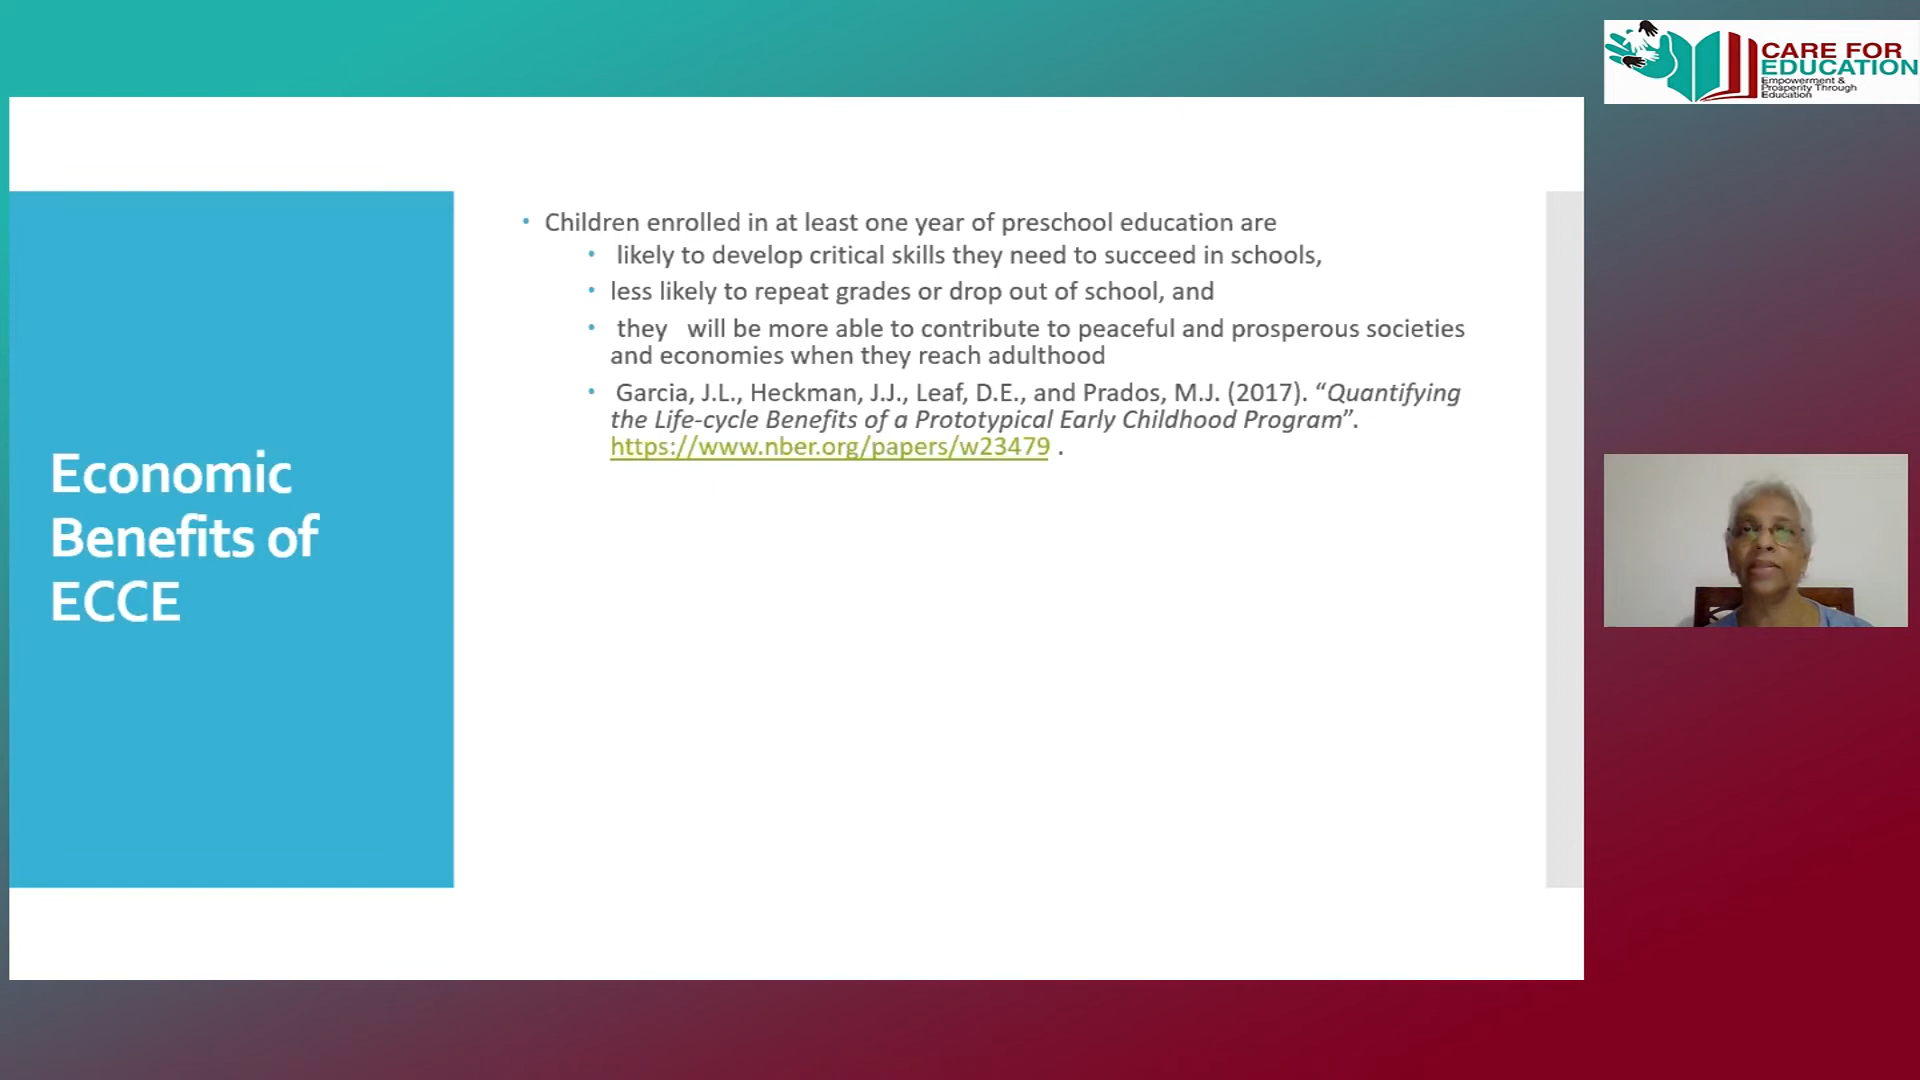 CARE FOR
EDUCATION
Empowerment &
Prosperity Through
Education
Economic
Benefits of
ECCE
• Children enrolled in at least one year of preschool education are
• likely to develop critical skills they need to succeed in schools,
• less likely to repeat grades or drop out of school, and
• they will be more able to contribute to peaceful and prosperous societies
and economies when they reach adulthood
• Garcia, J.L., Heckman, J.J., Leaf, D.E., and Prados, M.J. (2017). “Quantifying
the Life-cycle Benefits of a Prototypical Early Childhood Program”.
https://www.nber.org/papers/w23479 .